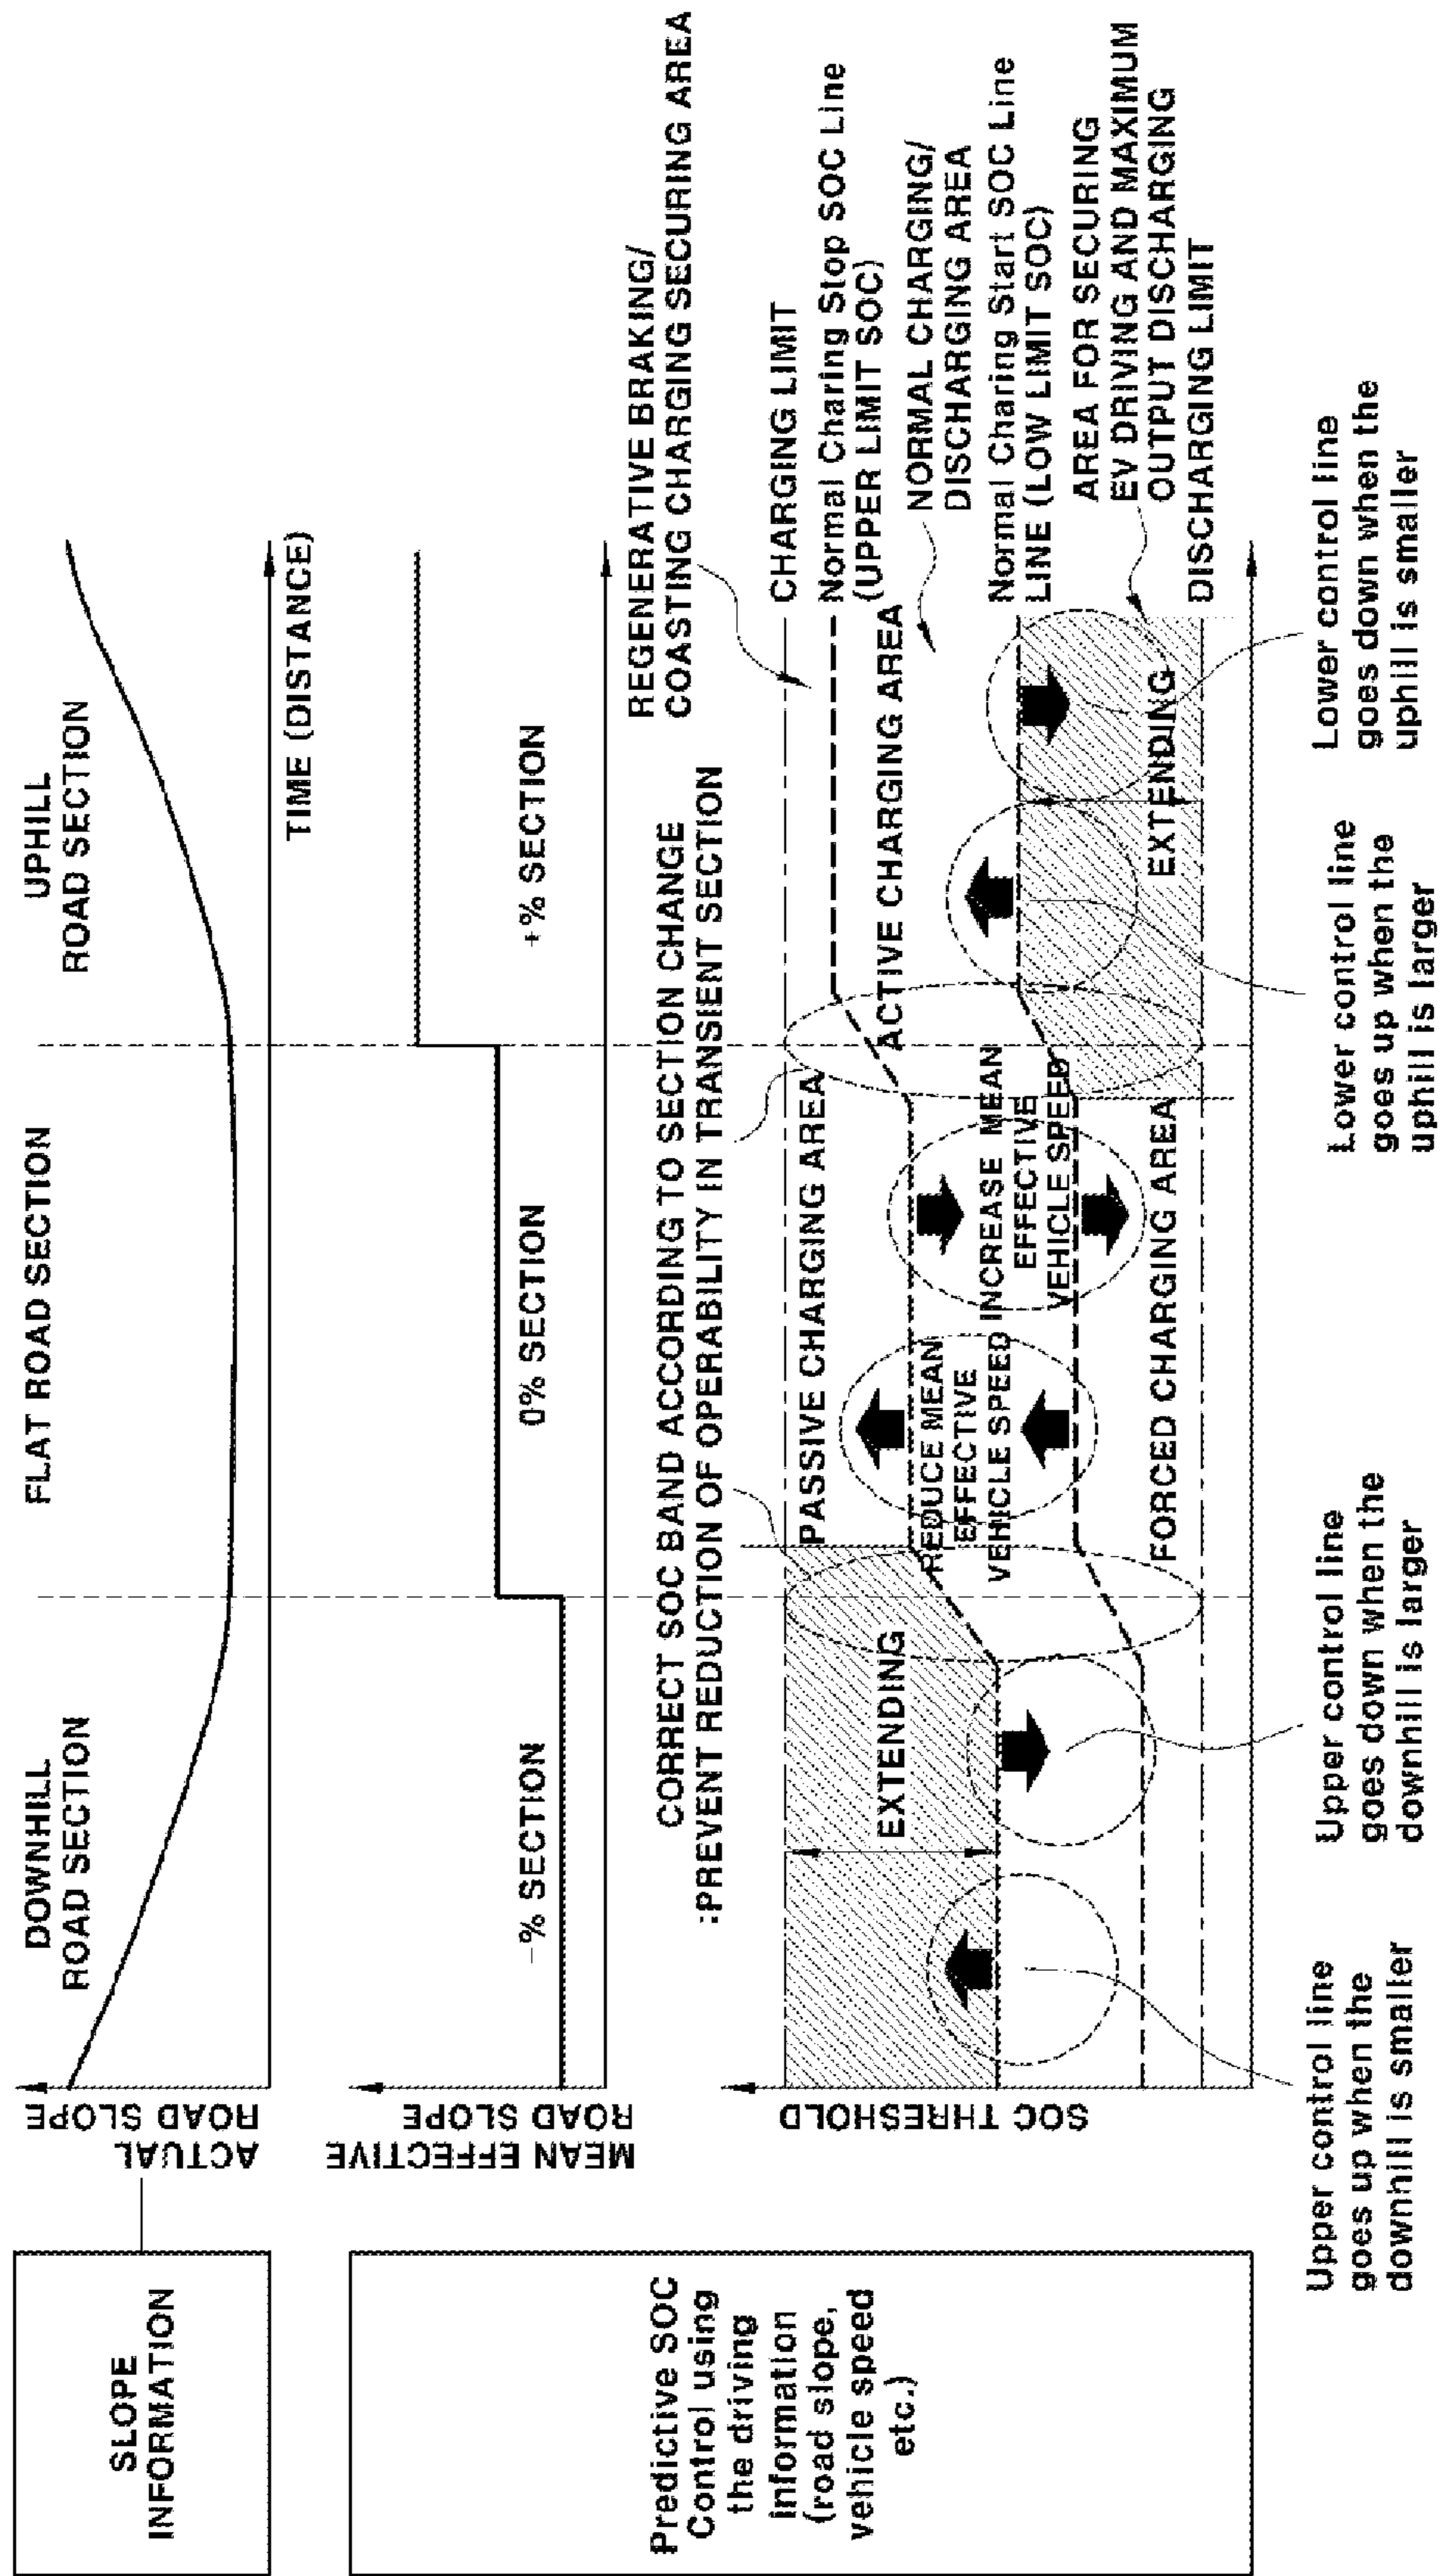 SLOPE
INFORMATION
ACTUAL
ROAD SLOPE
DOWNHILL
ROAD SECTION
FLAT ROAD SECTION
UPHILL
ROAD SECTION
TIME (DISTANCE)
Predictive SOC
Control using
the driving
information
(road slope,
vehicle speed
etc.)
MEAN EFFECTIVE
ROAD SLOPE
-% SECTION
0% SECTION
+% SECTION
CORRECT SOC BAND ACCORDING TO SECTION CHANGE
:PREVENT REDUCTION OF OPERABILITY IN TRANSIENT SECTION
REGENERATIVE BRAKING/
COASTING CHARGING SECURING AREA
SOC THRESHOLD
EXTENDING
PASSIVE CHARGING AREA
REDUCE MEAN
EFFECTIVE
VEHICLE SPEED
INCREASE MEAN
EFFECTIVE
VEHICLE SPEED
FORCED CHARGING AREA
ACTIVE CHARGING AREA
EXTENDING
CHARGING LIMIT
Normal Charing Stop SOC Line
(UPPER LIMIT SOC)
NORMAL CHARGING/
DISCHARGING AREA
Normal Charing Start SOC Line
LINE (LOW LIMIT SOC)
AREA FOR SECURING
EV DRIVING AND MAXIMUM
OUTPUT DISCHARGING
DISCHARGING LIMIT
Upper control line
goes up when the
downhill is smaller
Upper control line
goes down when the
downhill is larger
Lower control line
goes up when the
uphill is larger
Lower control line
goes down when the
uphill is smaller